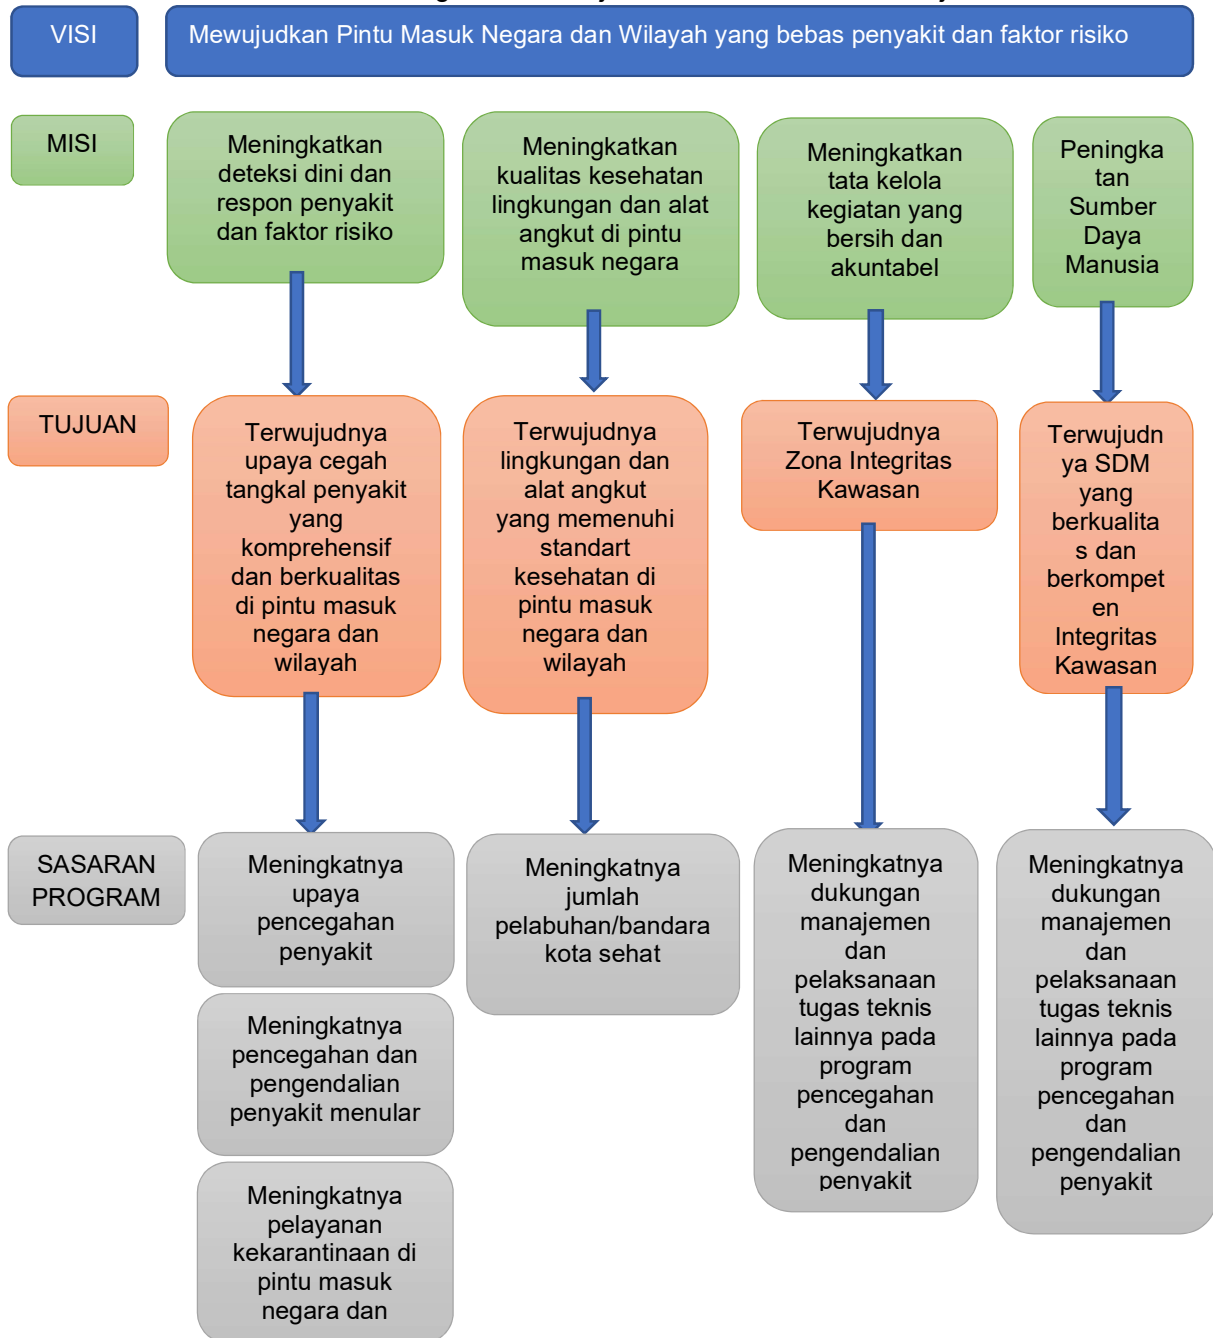 VISI
Mewujudkan Pintu Masuk Negara dan Wilayah yang bebas penyakit dan faktor risiko
MISI
Meningkatkan
deteksi dini dan
respon penyakit
dan faktor risiko
Meningkatkan
kualitas kesehatan
lingkungan dan alat
angkut di pintu
masuk negara
Meningkatkan
tata kelola
kegiatan yang
bersih dan
akuntabel
Peningka
tan
Sumber
Daya
Manusia
TUJUAN
Terwujudnya
upaya cegah
tangkal penyakit
yang
komprehensif
dan berkualitas
di pintu masuk
negara dan
wilayah
Terwujudnya
lingkungan dan
alat angkut
yang memenuhi
standart
kesehatan di
pintu masuk
negara dan
wilayah
Terwujudnya
Zona Integritas
Kawasan
Terwujudn
ya SDM
yang
berkualita
s dan
berkompet
en
Integritas
Kawasan
SASARAN
PROGRAM
Meningkatnya
upaya
pencegahan
penyakit
Meningkatnya
pencegahan dan
pengendalian
penyakit menular
Meningkatnya
pelayanan
kekarantinaan di
pintu masuk
negara dan
Meningkatnya
jumlah
pelabuhan/bandara
kota sehat
Meningkatnya
dukungan
manajemen
dan
pelaksanaan
tugas teknis
lainnya pada
program
pencegahan
dan
pengendalian
penyakit
Meningkatnya
dukungan
manajemen
dan
pelaksanaan
tugas teknis
lainnya pada
program
pencegahan
dan
pengendalian
penyakit